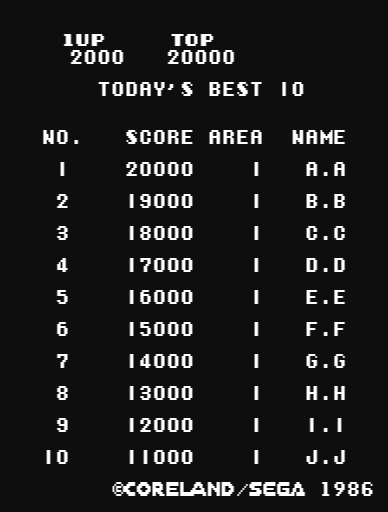 1UP TOP
2000 20000
TODAY'S BEST 10
NO. SCORE AREA NAME
1 20000 1 A.A
2 19000 1 B.B
3 18000 1 C.C
4 17000 1 D.D
5 16000 1 E.E
6 15000 1 F.F
7 14000 1 G.G
8 13000 1 H.H
9 12000 1 I.I
10 11000 1 J.J
©CORELAND/SEGA 1986